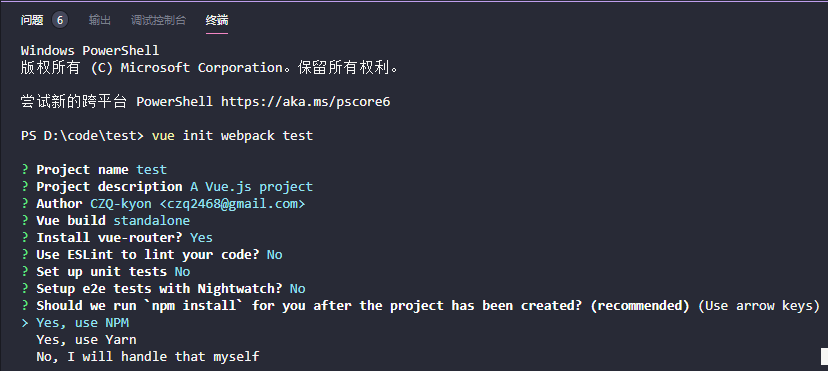 问题 6 输出 调试控制台 终端
Windows PowerShell
版权所有 (C) Microsoft Corporation。保留所有权利。
尝试新的跨平台 PowerShell https://aka.ms/pscore6
PS D:\code\test> vue init webpack test
? Project name test
? Project description A Vue.js project
? Author CZQ-kyon <czq2468@gmail.com>
? Vue build standalone
? Install vue-router? Yes
? Use ESLint to lint your code? No
? Set up unit tests No
? Setup e2e tests with Nightwatch? No
? Should we run `npm install` for you after the project has been created? (recommended) (Use arrow keys)
> Yes, use NPM
Yes, use Yarn
No, I will handle that myself